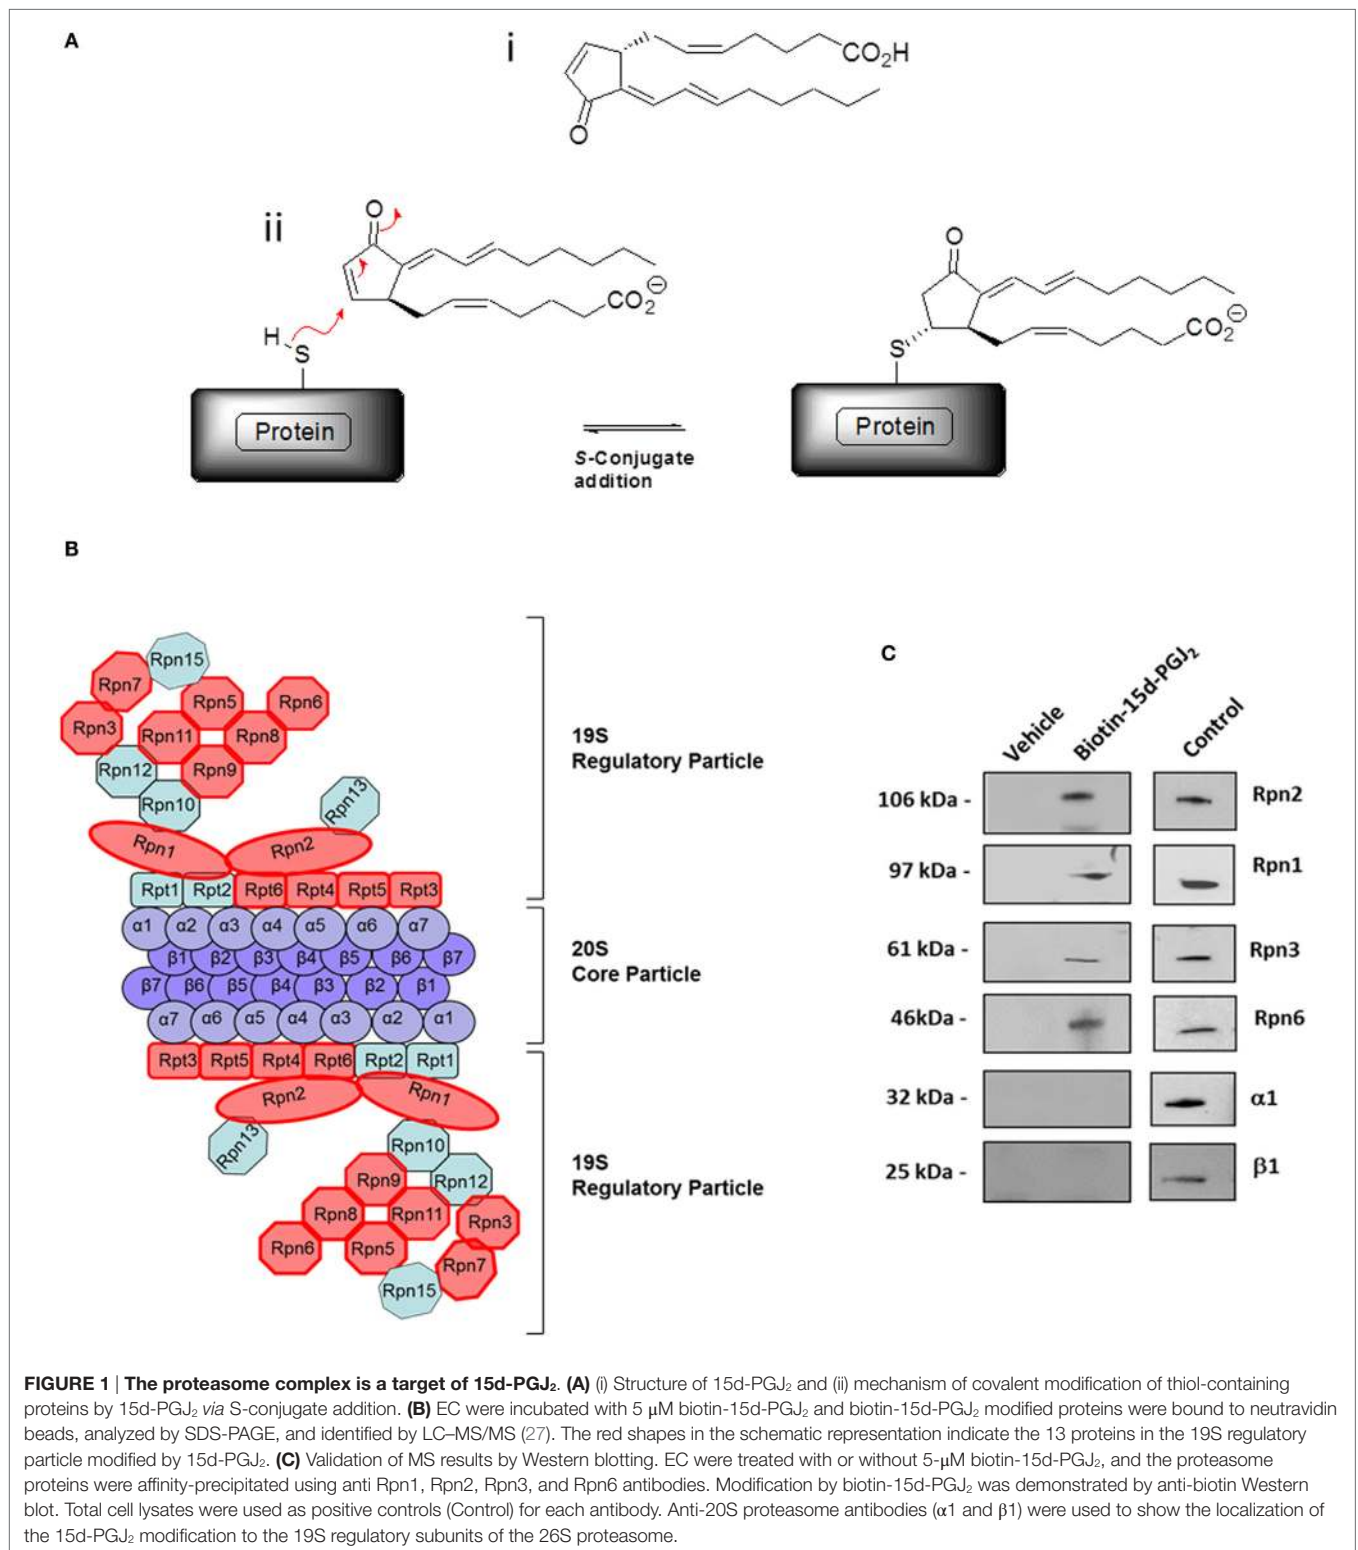 A
i
CO₂H
O
ii
O
CO₂⊖
H
S
Protein
S-Conjugate
addition
O
CO₂⊖
S
Protein
B
Rpn15
Rpn7
Rpn5
Rpn6
Rpn3
Rpn11
Rpn8
Rpn12
Rpn9
Rpn10
Rpn13
Rpn1
Rpn2
Rpt1 Rpt2 Rpt6 Rpt4 Rpt5 Rpt3
α1 α2 α3 α4 α5 α6 α7
β1 β2 β3 β4 β5 β6 β7
β7 β6 β5 β4 β3 β2 β1
α7 α6 α5 α4 α3 α2 α1
Rpt3 Rpt5 Rpt4 Rpt6 Rpt2 Rpt1
Rpn2
Rpn1
Rpn13
Rpn10
Rpn9
Rpn12
Rpn8
Rpn11
Rpn3
Rpn6
Rpn5
Rpn7
Rpn15
19S
Regulatory Particle
20S
Core Particle
19S
Regulatory Particle
C
Vehicle
Biotin-15d-PGJ₂
Control
106 kDa -
Rpn2
97 kDa -
Rpn1
61 kDa -
Rpn3
46kDa -
Rpn6
32 kDa -
α1
25 kDa -
β1
FIGURE 1 | The proteasome complex is a target of 15d-PGJ₂. (A) (i) Structure of 15d-PGJ₂ and (ii) mechanism of covalent modification of thiol-containing
proteins by 15d-PGJ₂ via S-conjugate addition. (B) EC were incubated with 5 μM biotin-15d-PGJ₂ and biotin-15d-PGJ₂ modified proteins were bound to neutravidin
beads, analyzed by SDS-PAGE, and identified by LC–MS/MS (27). The red shapes in the schematic representation indicate the 13 proteins in the 19S regulatory
particle modified by 15d-PGJ₂. (C) Validation of MS results by Western blotting. EC were treated with or without 5-μM biotin-15d-PGJ₂, and the proteasome
proteins were affinity-precipitated using anti Rpn1, Rpn2, Rpn3, and Rpn6 antibodies. Modification by biotin-15d-PGJ₂ was demonstrated by anti-biotin Western
blot. Total cell lysates were used as positive controls (Control) for each antibody. Anti-20S proteasome antibodies (α1 and β1) were used to show the localization of
the 15d-PGJ₂ modification to the 19S regulatory subunits of the 26S proteasome.